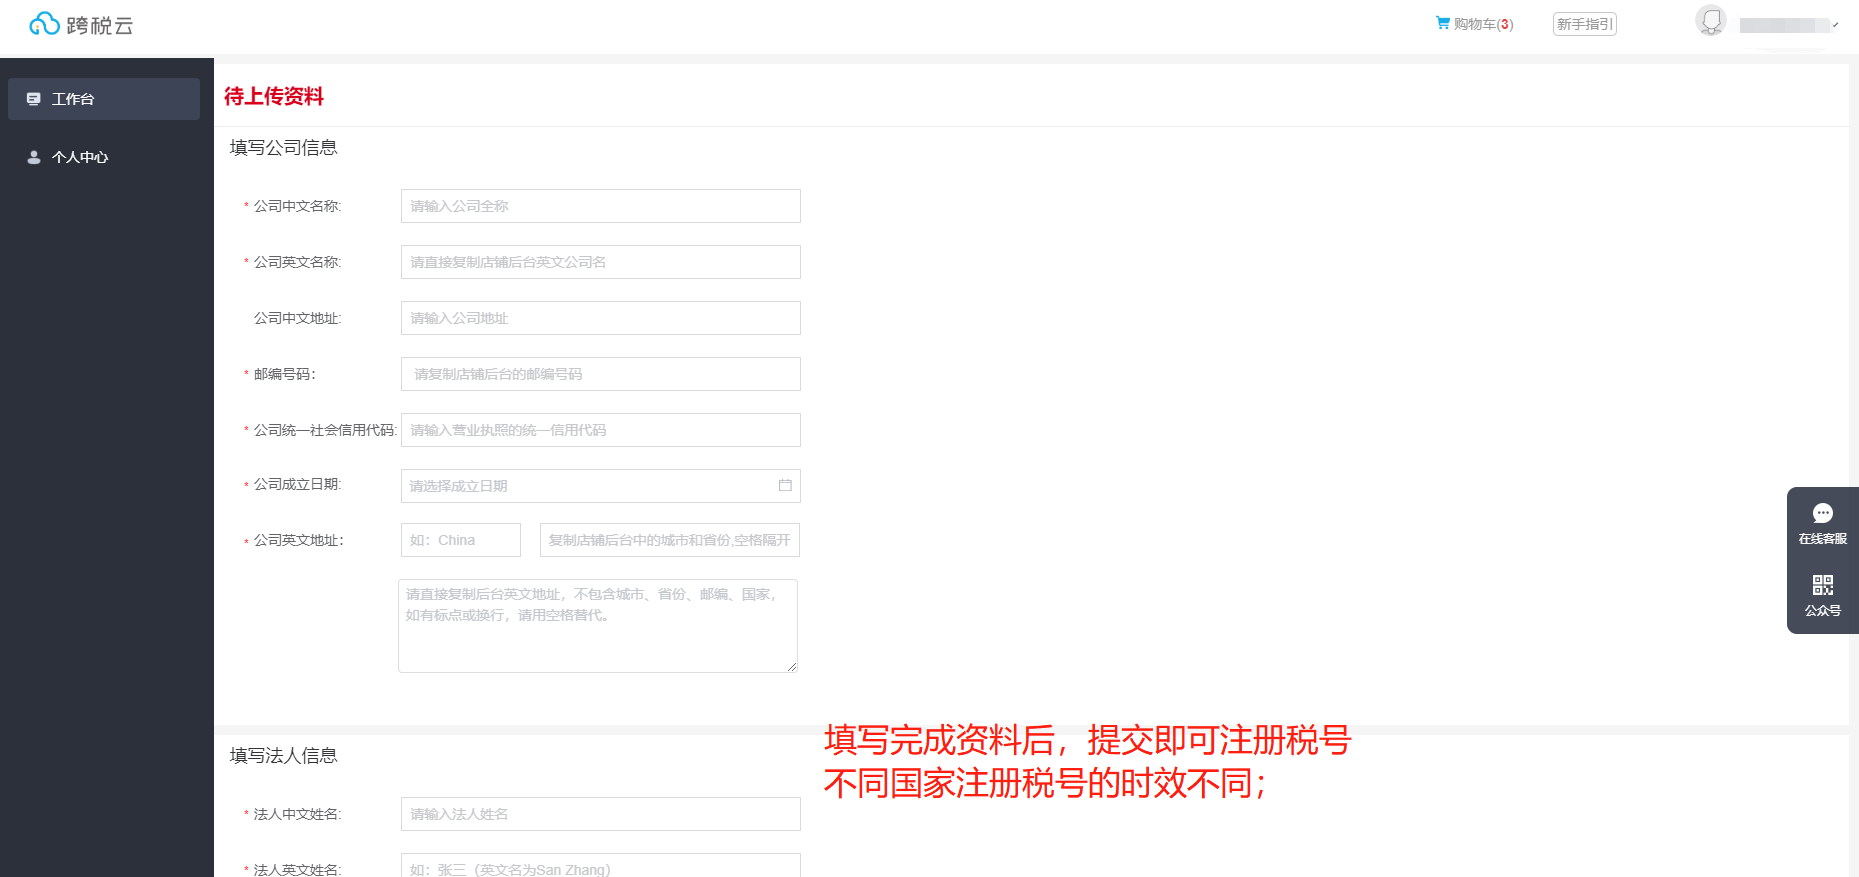 跨税云
购物车(3)
新手指引
工作台
个人中心
待上传资料
填写公司信息
* 公司中文名称:
请输入公司全称
* 公司英文名称:
请直接复制店铺后台英文公司名
公司中文地址:
请输入公司地址
* 邮编号码：
请复制店铺后台的邮编号码
* 公司统一社会信用代码:
请输入营业执照的统一信用代码
* 公司成立日期:
请选择成立日期
* 公司英文地址：
如：China
复制店铺后台中的城市和省份,空格隔开
请直接复制后台英文地址，不包含城市、省份、邮编、国家，
如有标点或换行，请用空格替代。
在线客服
公众号
填写完成资料后，提交即可注册税号
不同国家注册税号的时效不同；
填写法人信息
* 法人中文姓名:
请输入法人姓名
* 法人英文姓名:
如：张三（英文名为San Zhang）